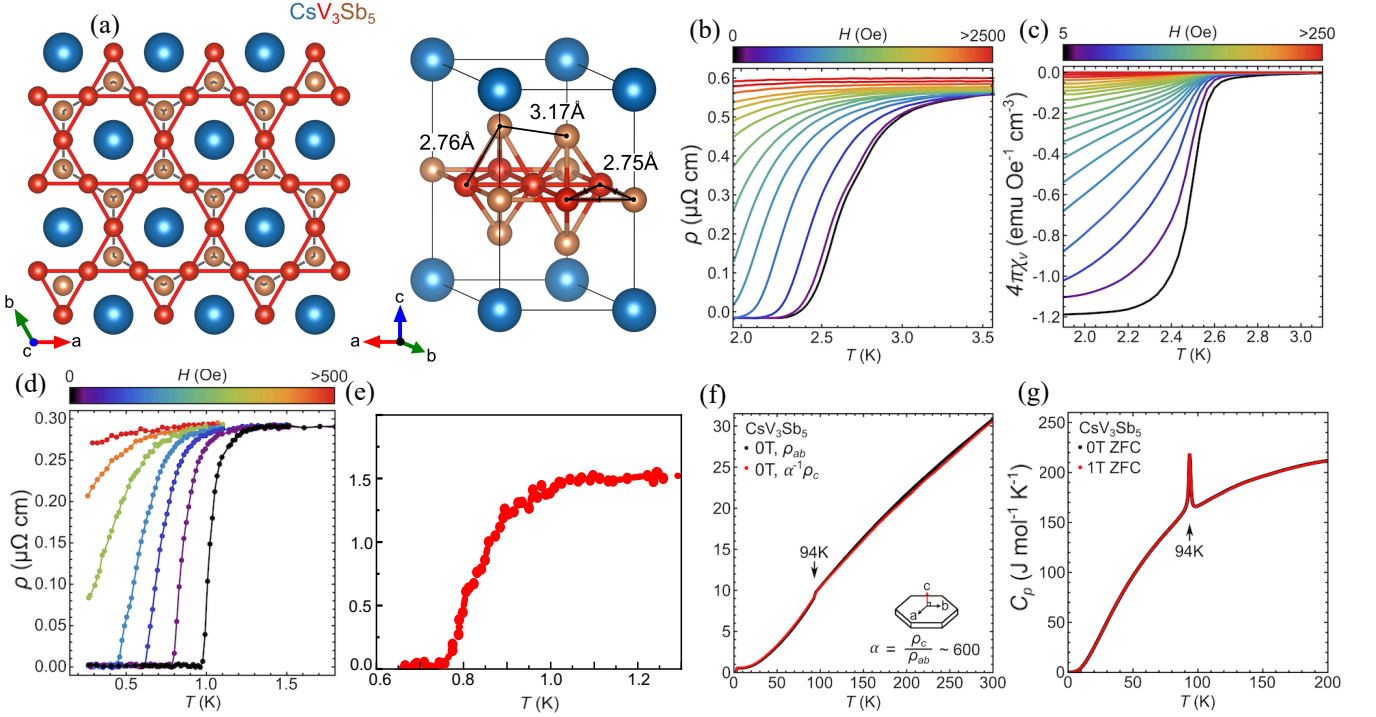 CsV3Sb5
(a)
2.76Å
3.17Å
2.75Å
b
c
a
c
a
b
(b)
H (Oe)
0
>2500
ρ (μΩ cm)
0.6
0.5
0.4
0.3
0.2
0.1
0.0
2.0
2.5
3.0
3.5
T (K)
(c)
H (Oe)
5
>250
4πχv (emu Oe-1 cm-3)
0.0
-0.2
-0.4
-0.6
-0.8
-1.0
-1.2
2.0
2.2
2.4
2.6
2.8
3.0
T (K)
(d)
H (Oe)
0
>500
ρ (μΩ cm)
0.30
0.25
0.20
0.15
0.10
0.05
0.00
0.5
1.0
1.5
T (K)
(e)
1.5
1.0
0.5
0.0
0.6
0.8
1.0
1.2
T (K)
(f)
30
25
20
15
10
5
0
CsV3Sb5
0T, ρab
0T, α-1ρc
94K
c
a
b
α = ρc/ρab ~ 600
0
50
100
150
200
250
300
T (K)
(g)
Cp (J mol-1 K-1)
250
200
150
100
50
0
CsV3Sb5
0T ZFC
1T ZFC
94K
0
50
100
150
200
T (K)